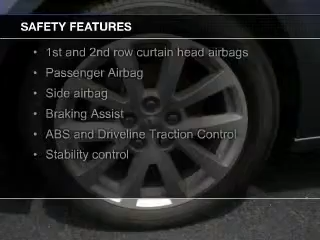 SAFETY FEATURES
• 1st and 2nd row curtain head airbags
• Passenger Airbag
• Side airbag
• Braking Assist
• ABS and Driveline Traction Control
• Stability control